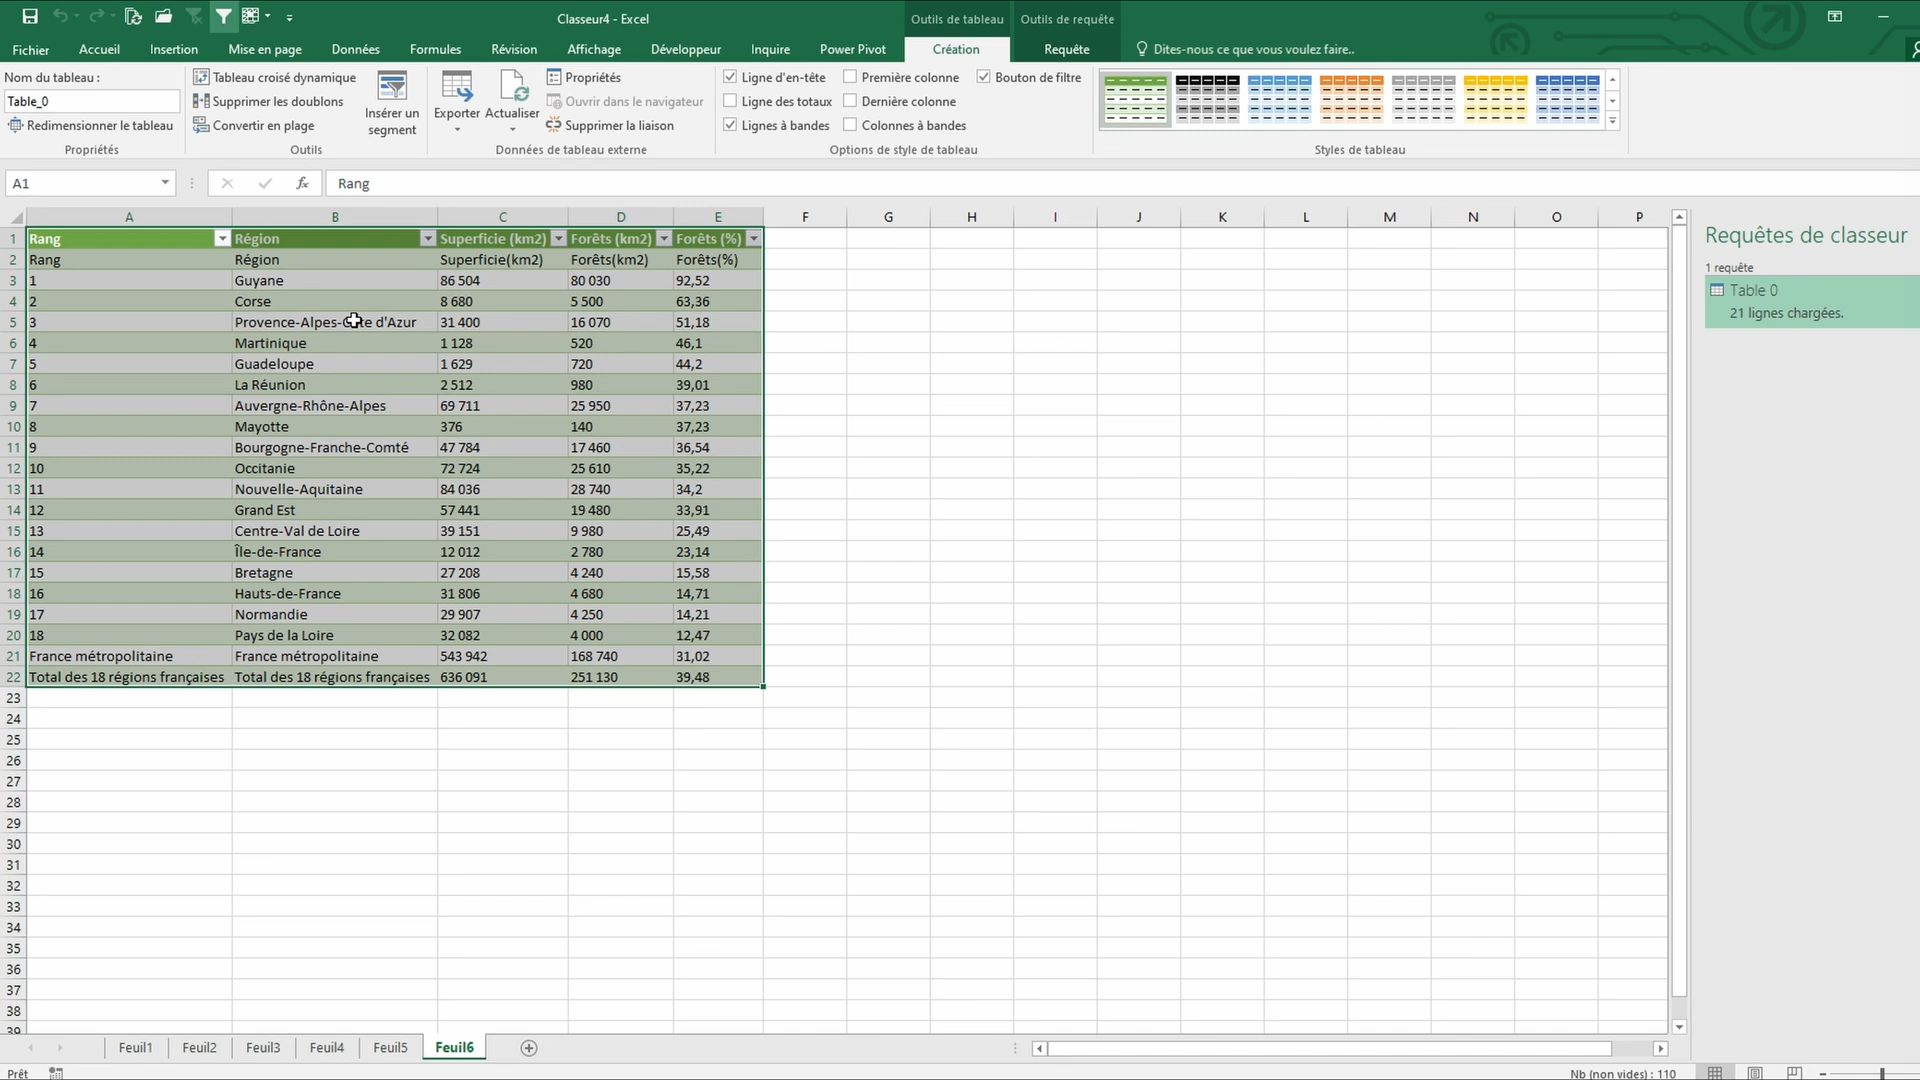 Classeur4 - Excel
Outils de tableau
Outils de requête
Fichier Accueil Insertion Mise en page Données Formules Révision Affichage Développeur Inquire Power Pivot Création Requête Dites-nous ce que vous voulez faire..
Nom du tableau :
Table_0
Redimensionner le tableau
Propriétés
Tableau croisé dynamique
Supprimer les doublons
Convertir en plage
Insérer un
segment
Outils
Exporter
Actualiser
Propriétés
Ouvrir dans le navigateur
Supprimer la liaison
Données de tableau externe
Ligne d'en-tête Première colonne Bouton de filtre
Ligne des totaux Dernière colonne
Lignes à bandes Colonnes à bandes
Options de style de tableau
Styles de tableau
A1 fx Rang
A B C D E F G H I J K L M N O P
1 Rang Région Superficie (km2) Forêts (km2) Forêts (%)
2 Rang Région Superficie(km2) Forêts(km2) Forêts(%)
3 1 Guyane 86 504 80 030 92,52
4 2 Corse 8 680 5 500 63,36
5 3 Provence-Alpes-Côte d'Azur 31 400 16 070 51,18
6 4 Martinique 1 128 520 46,1
7 5 Guadeloupe 1 629 720 44,2
8 6 La Réunion 2 512 980 39,01
9 7 Auvergne-Rhône-Alpes 69 711 25 950 37,23
10 8 Mayotte 376 140 37,23
11 9 Bourgogne-Franche-Comté 47 784 17 460 36,54
12 10 Occitanie 72 724 25 610 35,22
13 11 Nouvelle-Aquitaine 84 036 28 740 34,2
14 12 Grand Est 57 441 19 480 33,91
15 13 Centre-Val de Loire 39 151 9 980 25,49
16 14 Île-de-France 12 012 2 780 23,14
17 15 Bretagne 27 208 4 240 15,58
18 16 Hauts-de-France 31 806 4 680 14,71
19 17 Normandie 29 907 4 250 14,21
20 18 Pays de la Loire 32 082 4 000 12,47
21 France métropolitaine France métropolitaine 543 942 168 740 31,02
22 Total des 18 régions françaises Total des 18 régions françaises 636 091 251 130 39,48
23
24
25
26
27
28
29
30
31
32
33
34
35
36
37
38
39
Requêtes de classeur
1 requête
Table 0
21 lignes chargées.
Feuil1 Feuil2 Feuil3 Feuil4 Feuil5 Feuil6
Prêt
Nb (non vides) : 110